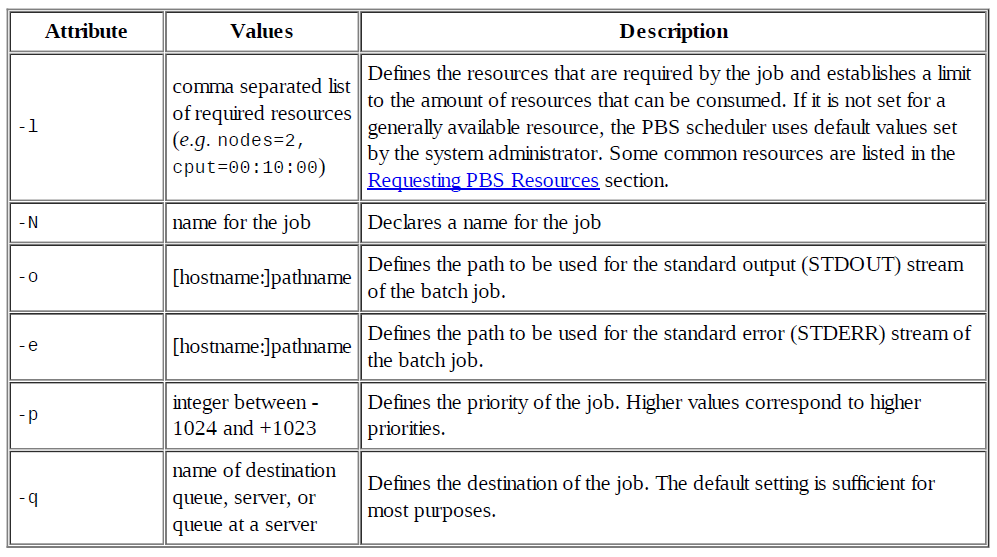 Attribute Values Description
-l
comma separated list
of required resources
(e.g. nodes=2,
cput=00:10:00)
Defines the resources that are required by the job and establishes a limit
to the amount of resources that can be consumed. If it is not set for a
generally available resource, the PBS scheduler uses default values set
by the system administrator. Some common resources are listed in the
Requesting PBS Resources section.
-N
name for the job
Declares a name for the job
-o
[hostname:]pathname
Defines the path to be used for the standard output (STDOUT) stream
of the batch job.
-e
[hostname:]pathname
Defines the path to be used for the standard error (STDERR) stream of
the batch job.
-p
integer between -
1024 and +1023
Defines the priority of the job. Higher values correspond to higher
priorities.
-q
name of destination
queue, server, or
queue at a server
Defines the destination of the job. The default setting is sufficient for
most purposes.